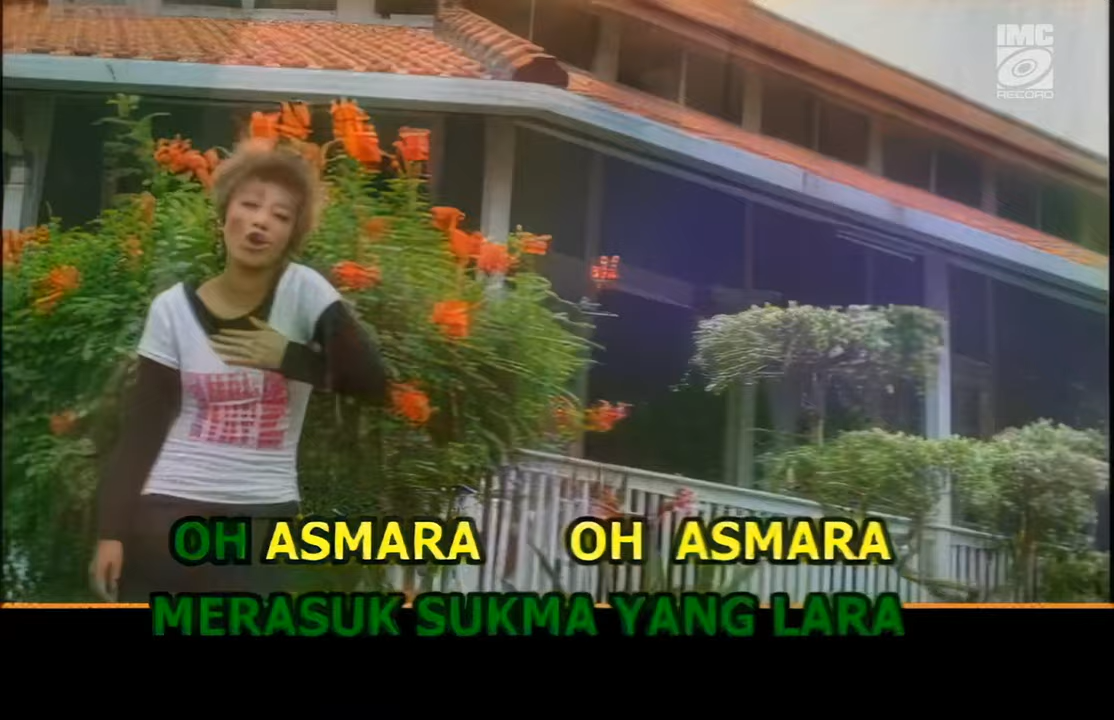 IMC
RECORD
OH ASMARA OH ASMARA
MERASUK SUKMA YANG LARA